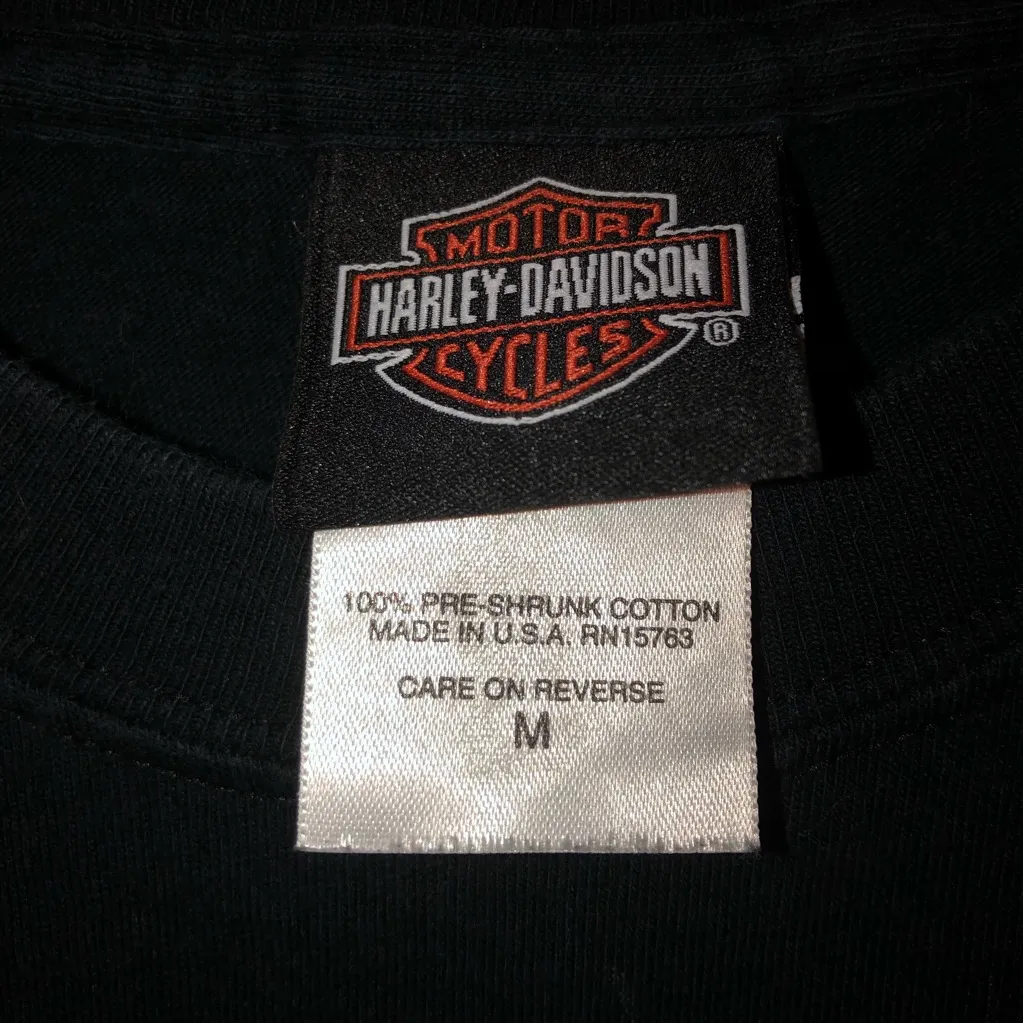 MOTOR
HARLEY-DAVIDSON
CYCLES
®
100% PRE-SHRUNK COTTON
MADE IN U.S.A. RN15763
CARE ON REVERSE
M